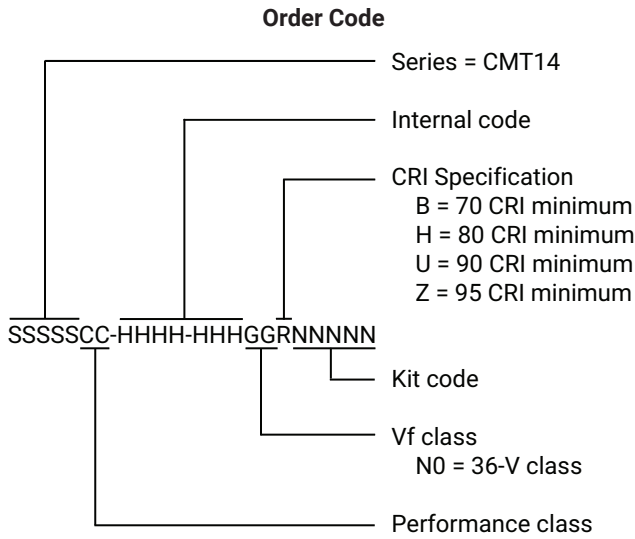 Order Code
Series = CMT14
Internal code
CRI Specification
B = 70 CRI minimum
H = 80 CRI minimum
U = 90 CRI minimum
Z = 95 CRI minimum
SSSSSCC-HHHH-HHHGGRNNNNN
Kit code
Vf class
N0 = 36-V class
Performance class